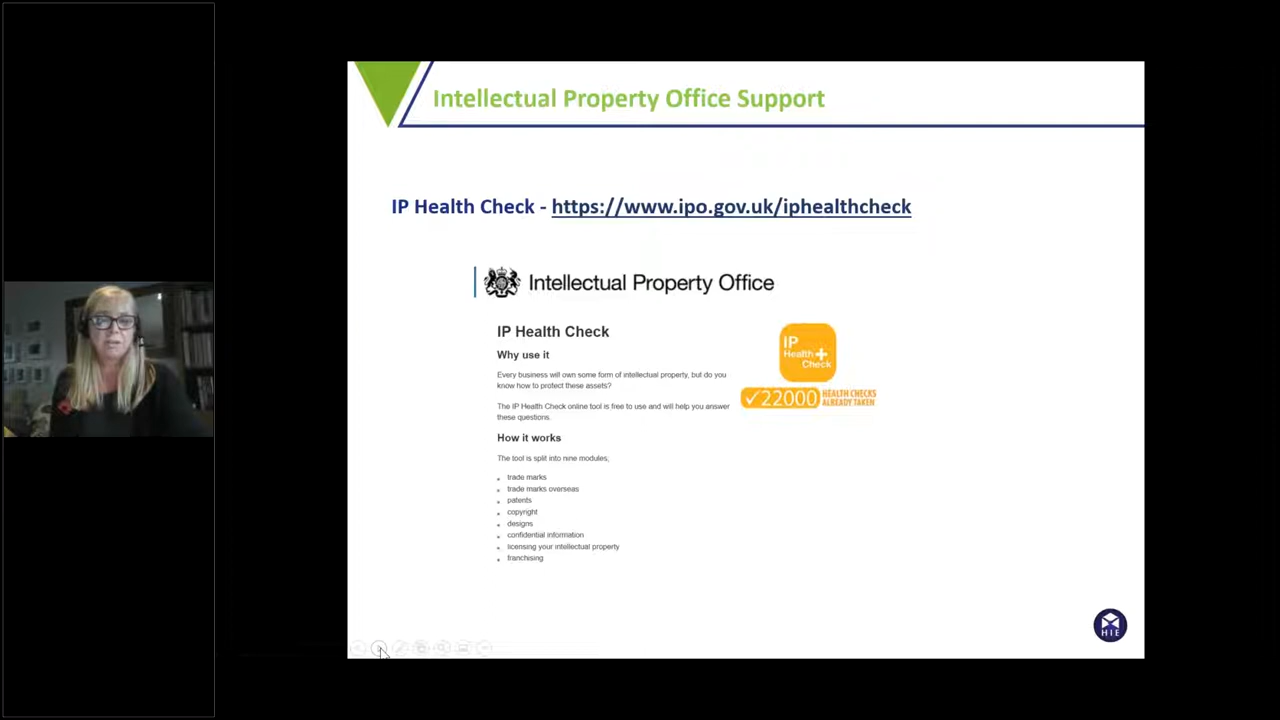 Intellectual Property Office Support
IP Health Check - https://www.ipo.gov.uk/iphealthcheck
Intellectual Property Office
IP Health Check
Why use it
Every business will own some form of intellectual property, but do you
know how to protect these assets?
The IP Health Check online tool is free to use and will help you answer
these questions.
How it works
The tool is split into nine modules,
trade marks
trade marks overseas
patents
copyright
designs
confidential information
licensing your intellectual property
franchising
IP
Health
Check
✓22000 HEALTH CHECKS
ALREADY TAKEN
HIE